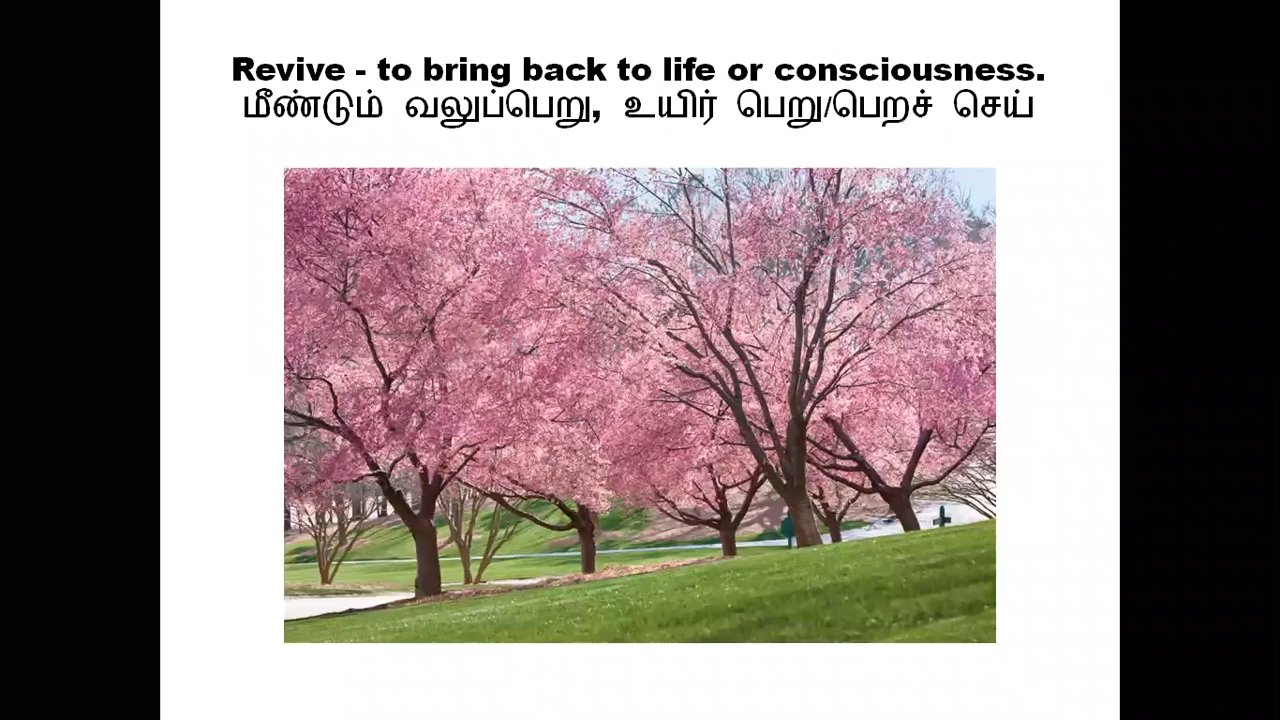 Revive - to bring back to life or consciousness.
மீண்டும் வலுப்பெறு, உயிர் பெறு/பெறச் செய்